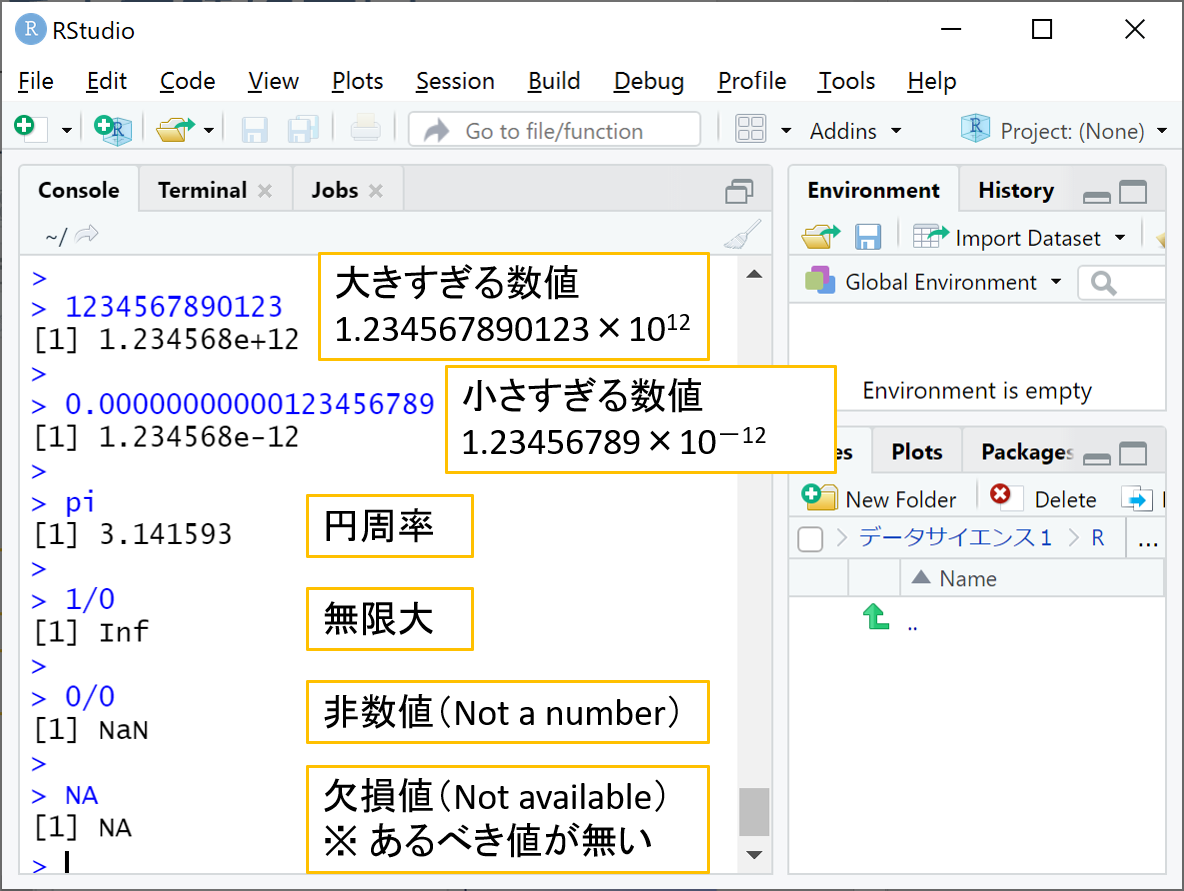 RStudio
File Edit Code View Plots Session Build Debug Profile Tools Help
Go to file/function Addins Project: (None)
Console Terminal Jobs
~/
>
> 1234567890123
[1] 1.234568e+12
大きすぎる数値
1.234567890123×10¹²
>
> 0.00000000000123456789
[1] 1.234568e-12
小さすぎる数値
1.23456789×10⁻¹²
>
> pi
[1] 3.141593
円周率
>
> 1/0
[1] Inf
無限大
>
> 0/0
[1] NaN
非数値（Not a number）
>
> NA
[1] NA
欠損値（Not available）
※ あるべき値が無い
>
Environment History
Import Dataset
Global Environment
Environment is empty
es Plots Packages
New Folder Delete
データサイエンス１ R ...
Name
..